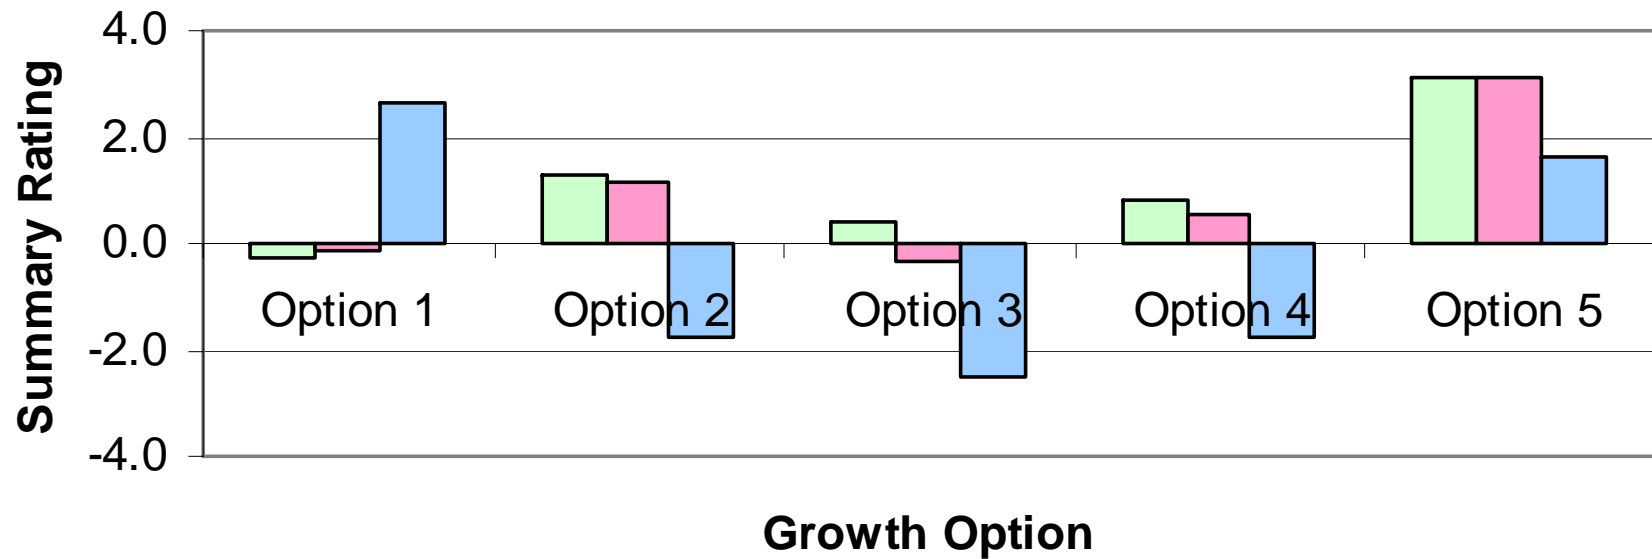 4.0
2.0
0.0
-2.0
-4.0
Summary Rating
Option 1
Option 2
Option 3
Option 4
Option 5
Growth Option